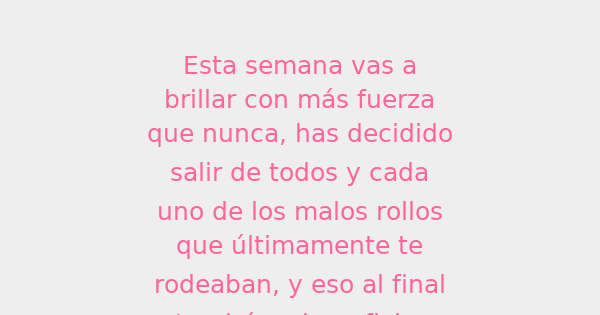 Esta semana vas a
brillar con más fuerza
que nunca, has decidido
salir de todos y cada
uno de los malos rollos
que últimamente te
rodeaban, y eso al final